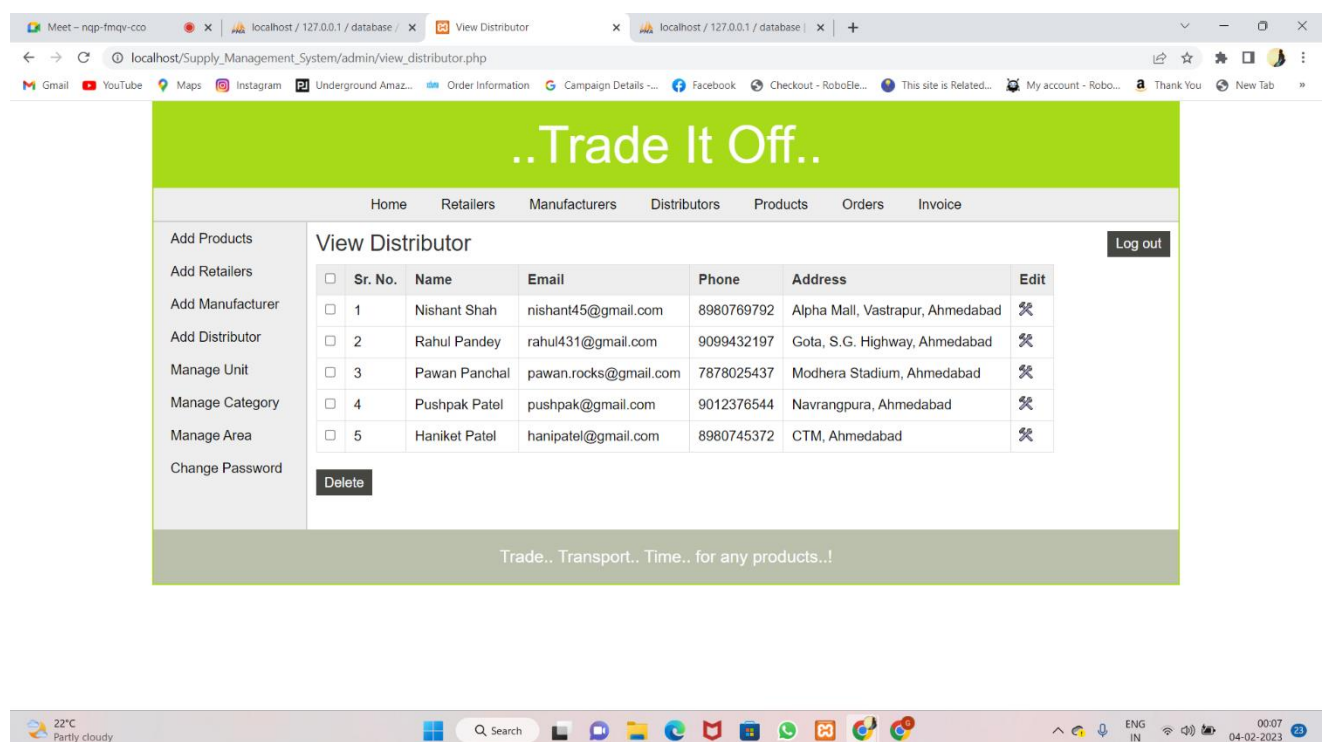 Meet – nqp-fmqv-cco localhost / 127.0.0.1 / database / View Distributor localhost / 127.0.0.1 / database |
localhost/Supply_Management_System/admin/view_distributor.php
Gmail YouTube Maps Instagram Underground Amaz... Order Information Campaign Details -... Facebook Checkout - RoboEle... This site is Related... My account - Robo... Thank You New Tab »
..Trade It Off..
Home Retailers Manufacturers Distributors Products Orders Invoice
Add Products
Add Retailers
Add Manufacturer
Add Distributor
Manage Unit
Manage Category
Manage Area
Change Password
View Distributor
Log out
Sr. No. Name Email Phone Address Edit
1 Nishant Shah nishant45@gmail.com 8980769792 Alpha Mall, Vastrapur, Ahmedabad
2 Rahul Pandey rahul431@gmail.com 9099432197 Gota, S.G. Highway, Ahmedabad
3 Pawan Panchal pawan.rocks@gmail.com 7878025437 Modhera Stadium, Ahmedabad
4 Pushpak Patel pushpak@gmail.com 9012376544 Navrangpura, Ahmedabad
5 Haniket Patel hanipatel@gmail.com 8980745372 CTM, Ahmedabad
Delete
Trade.. Transport.. Time.. for any products..!
22°C
Partly cloudy
Search
ENG
IN
00:07
04-02-2023
23